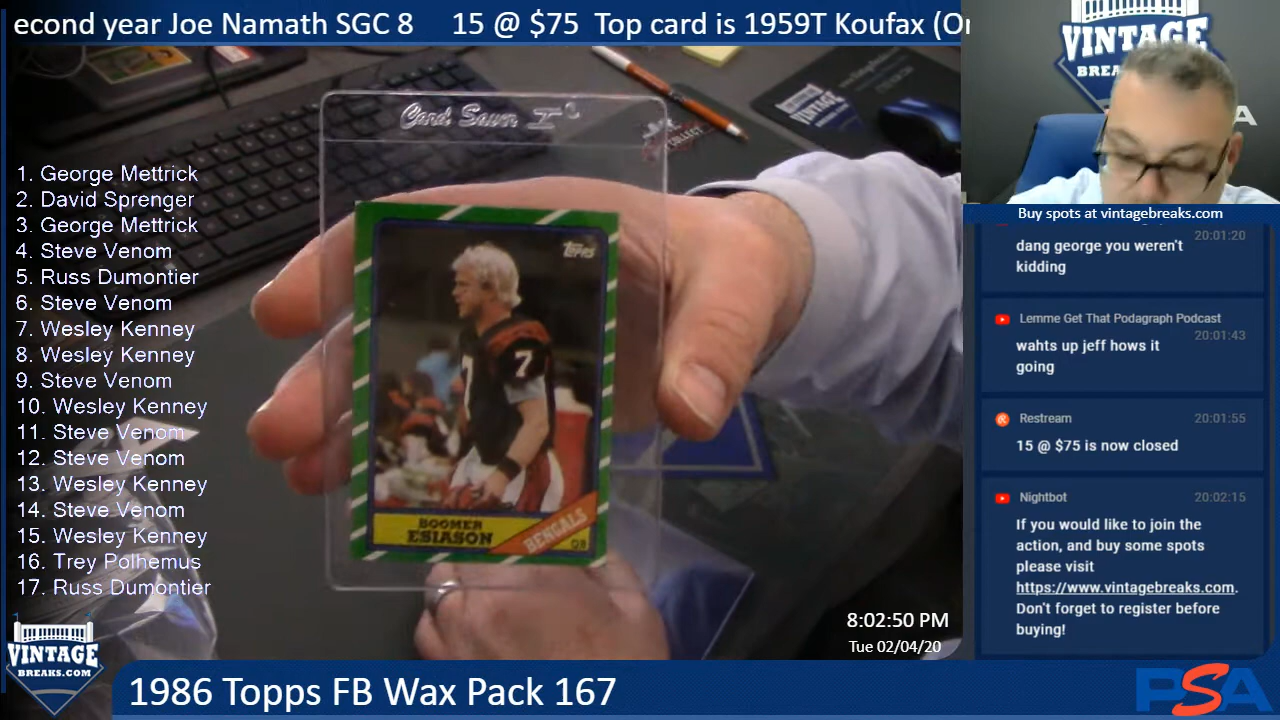 econd year Joe Namath SGC 8 15 @ $75 Top card is 1959T Koufax (Or
Card Saver I
COLLECT
VINTAGE
VINTAGE
BREA
A
1. George Mettrick
2. David Sprenger
3. George Mettrick
4. Steve Venom
5. Russ Dumontier
6. Steve Venom
7. Wesley Kenney
8. Wesley Kenney
9. Steve Venom
10. Wesley Kenney
11. Steve Venom
12. Steve Venom
13. Wesley Kenney
14. Steve Venom
15. Wesley Kenney
16. Trey Polhemus
17. Russ Dumontier
Topps
7
7
BOOMER
ESIASON
BENGALS
QB
Buy spots at vintagebreaks.com
20:01:20
dang george you weren't
kidding
Lemme Get That Podagraph Podcast
20:01:43
wahts up jeff hows it
going
Restream 20:01:55
15 @ $75 is now closed
Nightbot 20:02:15
If you would like to join the
action, and buy some spots
please visit
https://www.vintagebreaks.com.
Don't forget to register before
buying!
8:02:50 PM
Tue 02/04/20
VINTAGE
BREAKS.COM
1986 Topps FB Wax Pack 167
PSA